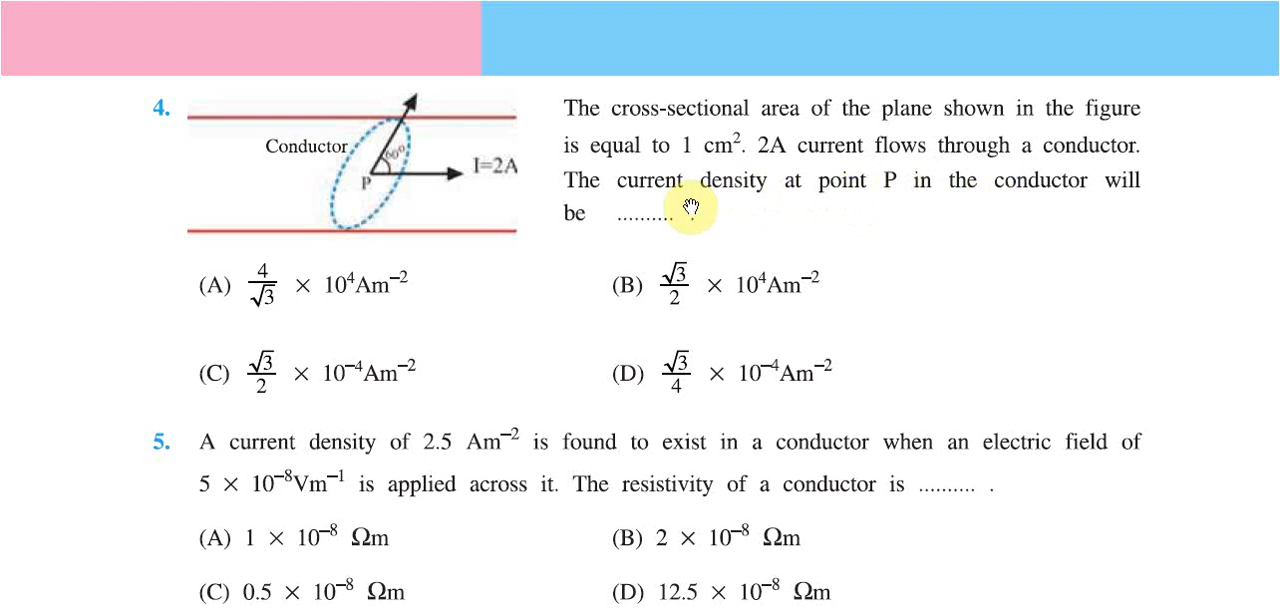 4.
Conductor
60°
P
I=2A
The cross-sectional area of the plane shown in the figure
is equal to 1 cm². 2A current flows through a conductor.
The current density at point P in the conductor will
be .......... .
(A) 4/√3 × 10⁴Am⁻² (B) √3/2 × 10⁴Am⁻²
(C) √3/2 × 10⁻⁴Am⁻² (D) √3/4 × 10⁻⁴Am⁻²
5. A current density of 2.5 Am⁻² is found to exist in a conductor when an electric field of
5 × 10⁻⁸Vm⁻¹ is applied across it. The resistivity of a conductor is .......... .
(A) 1 × 10⁻⁸ Ωm (B) 2 × 10⁻⁸ Ωm
(C) 0.5 × 10⁻⁸ Ωm (D) 12.5 × 10⁻⁸ Ωm